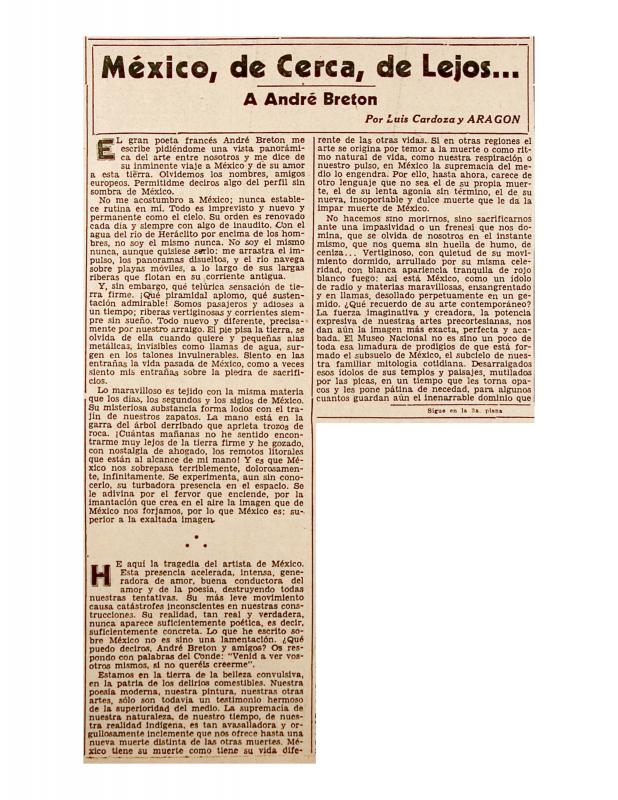 México, de Cerca, de Lejos...
A André Breton
Por Luis Cardoza y ARAGON
EL gran poeta francés André Breton me
escribe pidiéndome una vista panorámi-
ca del arte entre nosotros y me dice de
su inminente viaje a México y de su amor
a esta tierra. Olvidemos los nombres, amigos
europeos. Permitidme deciros algo del perfil sin
sombra de México.
No me acostumbro a México; nunca estable-
ce rutina en mí. Todo es imprevisto y nuevo y
permanente como el cielo. Su orden es renovado
cada día y siempre con algo de inaudito. Con el
agua del río de Heráclito por encima de los hom-
bres, no soy el mismo nunca. No soy el mismo
nunca, aunque quisiese serlo: me arrastra el im-
pulso, los panoramas disueltos, y el río navega
sobre playas móviles, a lo largo de sus largas
riberas que flotan en su corriente antigua.
Y, sin embargo, qué telúrica sensación de tie-
rra firme. ¡Qué piramidal aplomo, qué susten-
tación admirable! Somos pasajeros y adioses a
un tiempo; riberas vertiginosas y corrientes siem-
pre sin sueño. Todo nuevo y diferente, precisa-
mente por nuestro arraigo. El pie pisa la tierra, se
olvida de ella cuando quiere y pequeñas alas
metálicas, invisibles como llamas de agua, sur-
gen en los talones invulnerables. Siento en las
entrañas la vida pasada de México, como a veces
siento mis entrañas sobre la piedra de sacrifi-
cios.
Lo maravilloso es tejido con la misma materia
que los días, los segundos y los siglos de México.
Su misteriosa substancia forma lodos con el tra-
jín de nuestros zapatos. La mano está en la
garra del árbol derribado que aprieta trozos de
roca. ¡Cuántas mañanas no he sentido encon-
trarme muy lejos de la tierra firme y he gozado,
con nostalgia de ahogado, los remotos litorales
que están al alcance de mi mano! Y es que Mé-
xico nos sobrepasa terriblemente, dolorosamen-
te, infinitamente. Se experimenta, aun sin cono-
cerlo, su turbadora presencia en el espacio. Se
le adivina por el fervor que enciende, por la
imantación que crea en el aire la imagen que de
México nos forjamos, por lo que México es: su-
perior a la exaltada imagen.
HE aquí la tragedia del artista de México.
Esta presencia acelerada, intensa, gene-
radora de amor, buena conductora del
amor y de la poesía, destruyendo todas
nuestras tentativas. Su más leve movimiento
causa catástrofes inconscientes en nuestras cons-
trucciones. Su realidad, tan real y verdadera,
nunca aparece suficientemente poética, es decir,
suficientemente concreta. Lo que he escrito so-
bre México no es sino una lamentación. ¿Qué
puedo deciros, André Breton y amigos? Os res-
pondo con palabras del Conde: "Venid a ver vos-
otros mismos, si no queréis creerme".
Estamos en la tierra de la belleza convulsiva,
en la patria de los delirios comestibles. Nuestra
poesía moderna, nuestra pintura, nuestras otras
artes, sólo son todavía un testimonio hermoso
de la superioridad del medio. La supremacía de
nuestra naturaleza, de nuestro tiempo, de nues-
tra realidad indígena, es tan avasalladora y or-
gullosamente inclemente que nos ofrece hasta una
nueva muerte distinta de las otras muertes. Mé-
xico tiene su muerte como tiene su vida dife-
rente de las otras vidas. Si en otras regiones el
arte se origina por temor a la muerte o como rit-
mo natural de vida, como nuestra respiración o
nuestro pulso, en México la supremacía del me-
dio lo engendra. Por ello, hasta ahora, carece de
otro lenguaje que no sea el de su propia muer-
te, el de su lenta agonía sin término, el de su
nueva, insoportable y dulce muerte que le da la
impar muerte de México.
No hacemos sino morirnos, sino sacrificarnos
ante una impasividad o un frenesí que nos do-
mina, que se olvida de nosotros en el instante
mismo, que nos quema sin huella de humo, de
ceniza... Vertiginoso, con quietud de su movi-
miento dormido, arrullado por su misma cele-
ridad, con blanca apariencia tranquila de rojo
blanco fuego: así está México, como un ídolo
de radio y materias maravillosas, ensangrentado
y en llamas, desollado perpetuamente en un ge-
mido. ¿Qué recuerdo de su arte contemporáneo?
La fuerza imaginativa y creadora, la potencia
expresiva de nuestras artes precortesianas, nos
dan aún la imagen más exacta, perfecta y aca-
bada. El Museo Nacional no es sino un poco de
toda esa limadura de prodigios de que está for-
mado el subsuelo de México, el subcielo de nues-
tra familiar mitología cotidiana. Desarraigados
esos ídolos de sus templos y paisajes, mutilados
por las picas, en un tiempo que les torna opa-
cos y les pone pátina de necedad, para algunos
cuantos guardan aún el inenarrable dominio que
Sigue en la 2a. plana